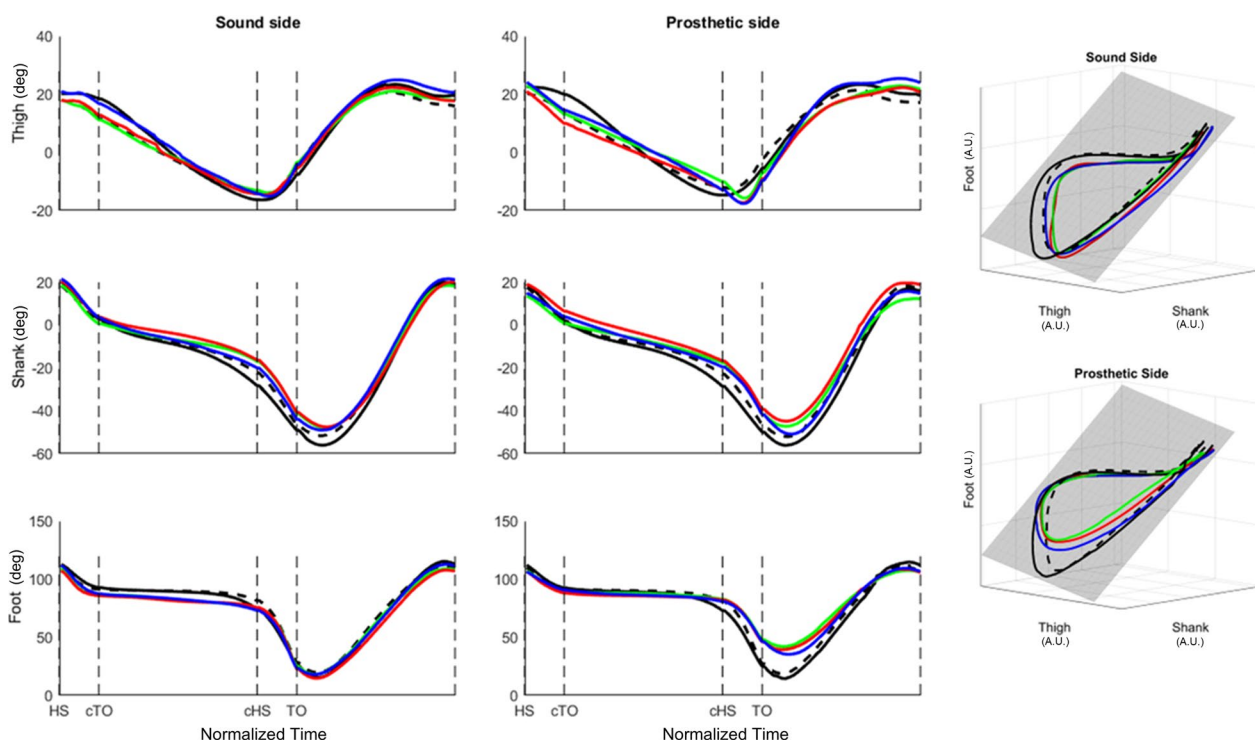 Sound side
Prosthetic side
Thigh (deg)
40
20
0
-20
40
20
0
-20
Shank (deg)
20
0
-20
-40
-60
20
0
-20
-40
-60
Foot (deg)
150
100
50
0
150
100
50
0
HS cTO cHS TO
HS cTO cHS TO
Normalized Time
Normalized Time
Sound Side
Foot (A.U.)
Thigh
(A.U.)
Shank
(A.U.)
Prosthetic Side
Foot (A.U.)
Thigh
(A.U.)
Shank
(A.U.)